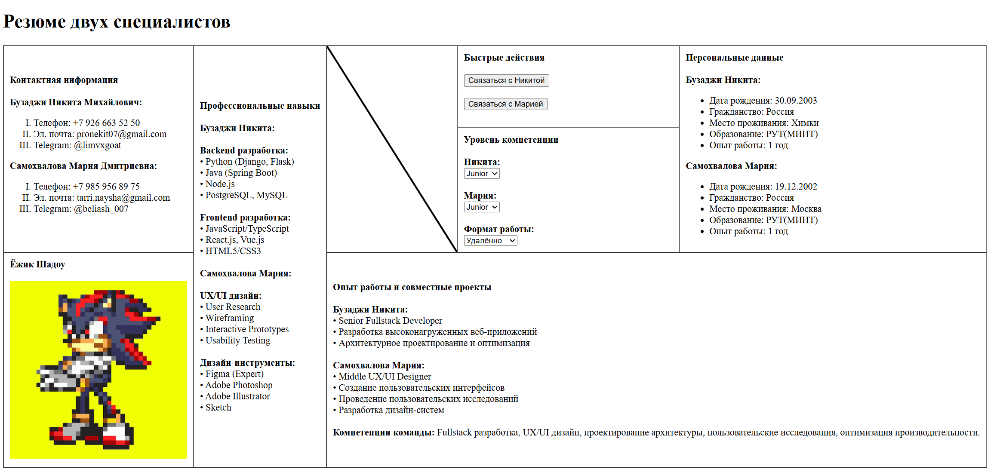 Резюме двух специалистов
Контактная информация
Бузаджи Никита Михайлович:
I. Телефон: +7 926 663 52 50
II. Эл. почта: pronekit07@gmail.com
III. Telegram: @limvxgoat
Самохвалова Мария Дмитриевна:
I. Телефон: +7 985 956 89 75
II. Эл. почта: tarri.naysha@gmail.com
III. Telegram: @beliash_007
Ёжик Шадоу
Профессиональные навыки
Бузаджи Никита:
Backend разработка:
• Python (Django, Flask)
• Java (Spring Boot)
• Node.js
• PostgreSQL, MySQL
Frontend разработка:
• JavaScript/TypeScript
• React.js, Vue.js
• HTML5/CSS3
Самохвалова Мария:
UX/UI дизайн:
• User Research
• Wireframing
• Interactive Prototypes
• Usability Testing
Дизайн-инструменты:
• Figma (Expert)
• Adobe Photoshop
• Adobe Illustrator
• Sketch
Быстрые действия
Связаться с Никитой
Связаться с Марией
Уровень компетенции
Никита:
Junior
Мария:
Junior
Формат работы:
Удалённо
Персональные данные
Бузаджи Никита:
• Дата рождения: 30.09.2003
• Гражданство: Россия
• Место проживания: Химки
• Образование: РУТ(МИИТ)
• Опыт работы: 1 год
Самохвалова Мария:
• Дата рождения: 19.12.2002
• Гражданство: Россия
• Место проживания: Москва
• Образование: РУТ(МИИТ)
• Опыт работы: 1 год
Опыт работы и совместные проекты
Бузаджи Никита:
• Senior Fullstack Developer
• Разработка высоконагруженных веб-приложений
• Архитектурное проектирование и оптимизация
Самохвалова Мария:
• Middle UX/UI Designer
• Создание пользовательских интерфейсов
• Проведение пользовательских исследований
• Разработка дизайн-систем
Компетенции команды: Fullstack разработка, UX/UI дизайн, проектирование архитектуры, пользовательские исследования, оптимизация производительности.